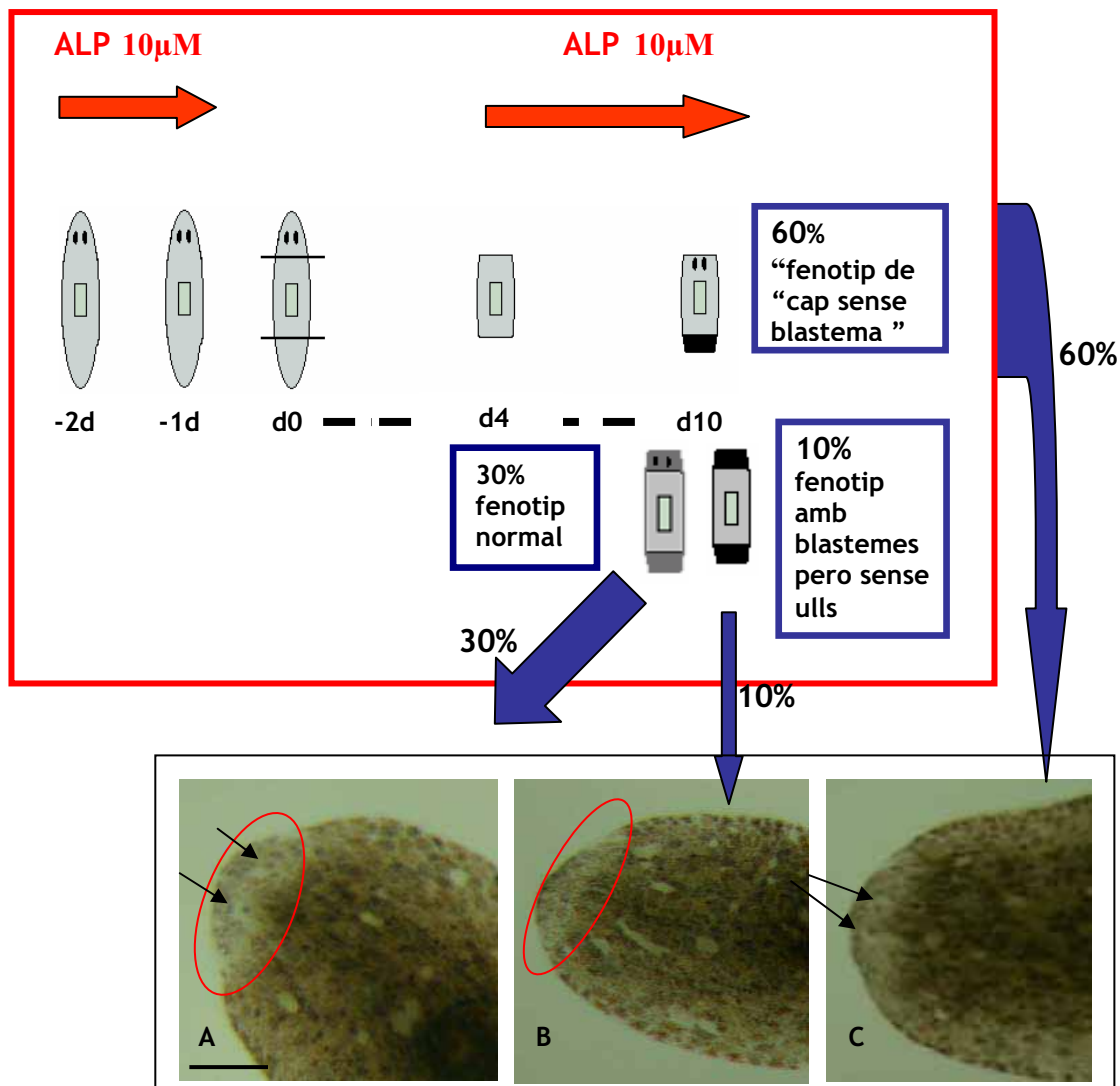 ALP 10µM
ALP 10µM
60%
“fenotip de
“cap sense
blastema ”
60%
-2d
-1d
d0
d4
d10
30%
fenotip
normal
10%
fenotip
amb
blastemes
pero sense
ulls
30%
10%
A
B
C